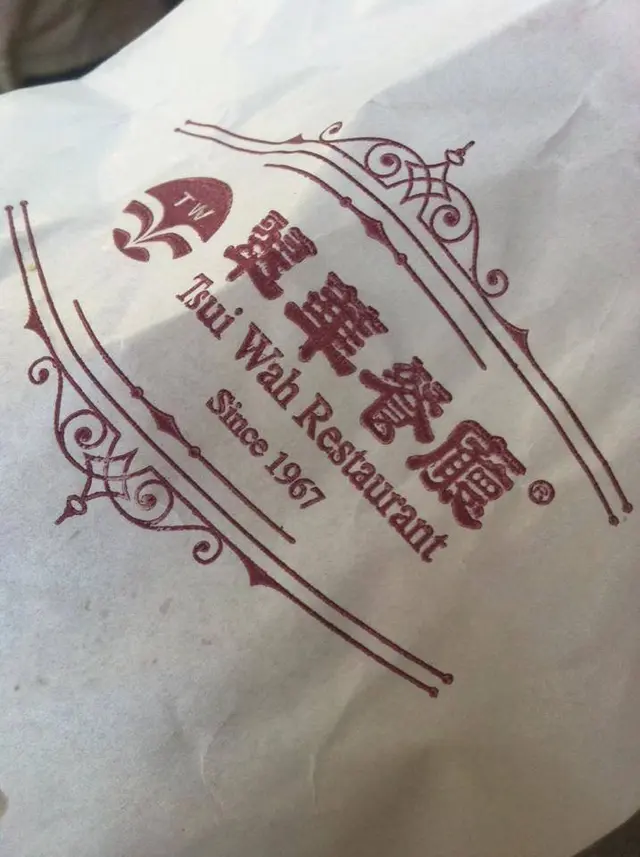 TW
翠華餐廳®
Tsui Wah Restaurant
Since 1967